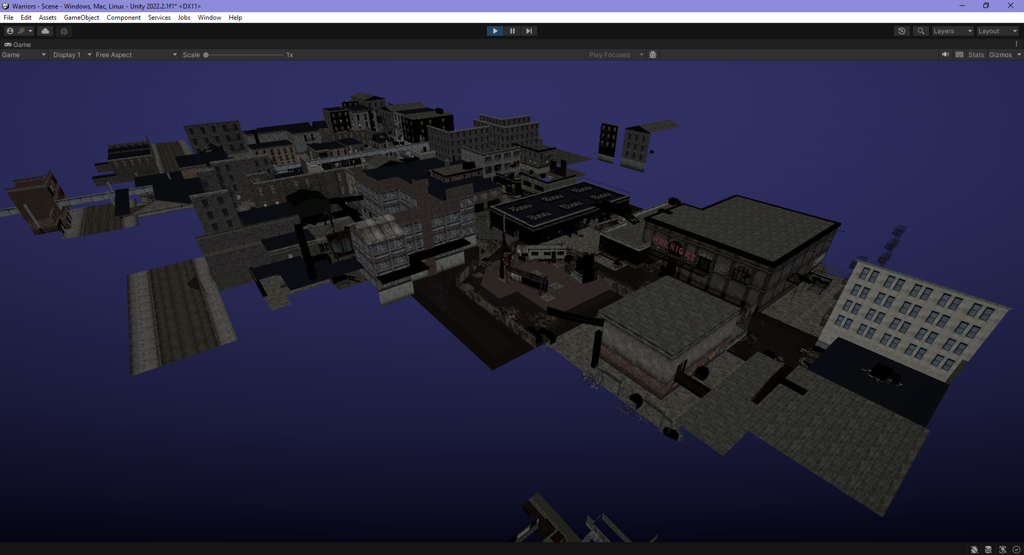 Warriors - Scene - Windows, Mac, Linux - Unity 2022.2.1f1* <DX11>
File Edit Assets GameObject Component Services Jobs Window Help
JF Layers Layout
Game
Game Display 1 Free Aspect Scale 1x Play Focused Stats Gizmos
WARRIORS